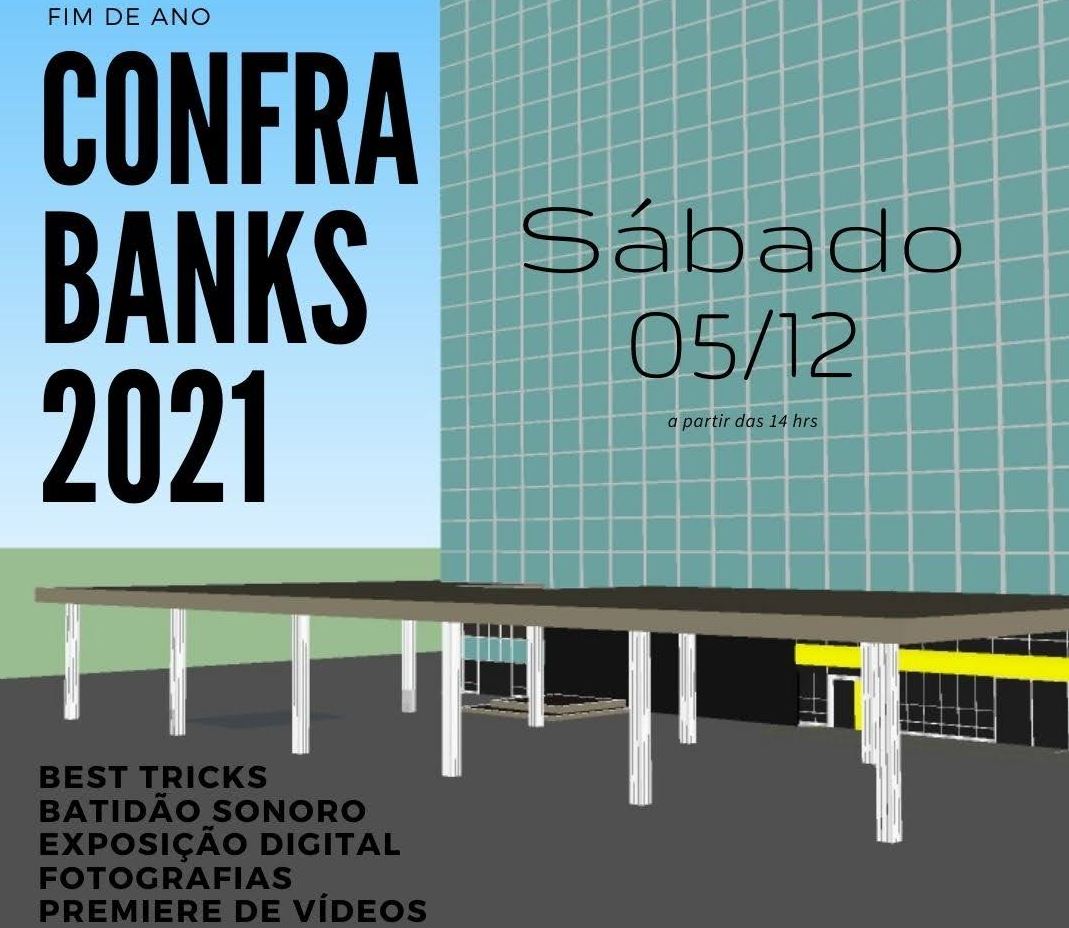 FIM DE ANO
CONFRA
BANKS
2021
Sábado
05/12
a partir das 14 hrs
BEST TRICKS
BATIDÃO SONORO
EXPOSIÇÃO DIGITAL
FOTOGRAFIAS
PREMIERE DE VÍDEOS